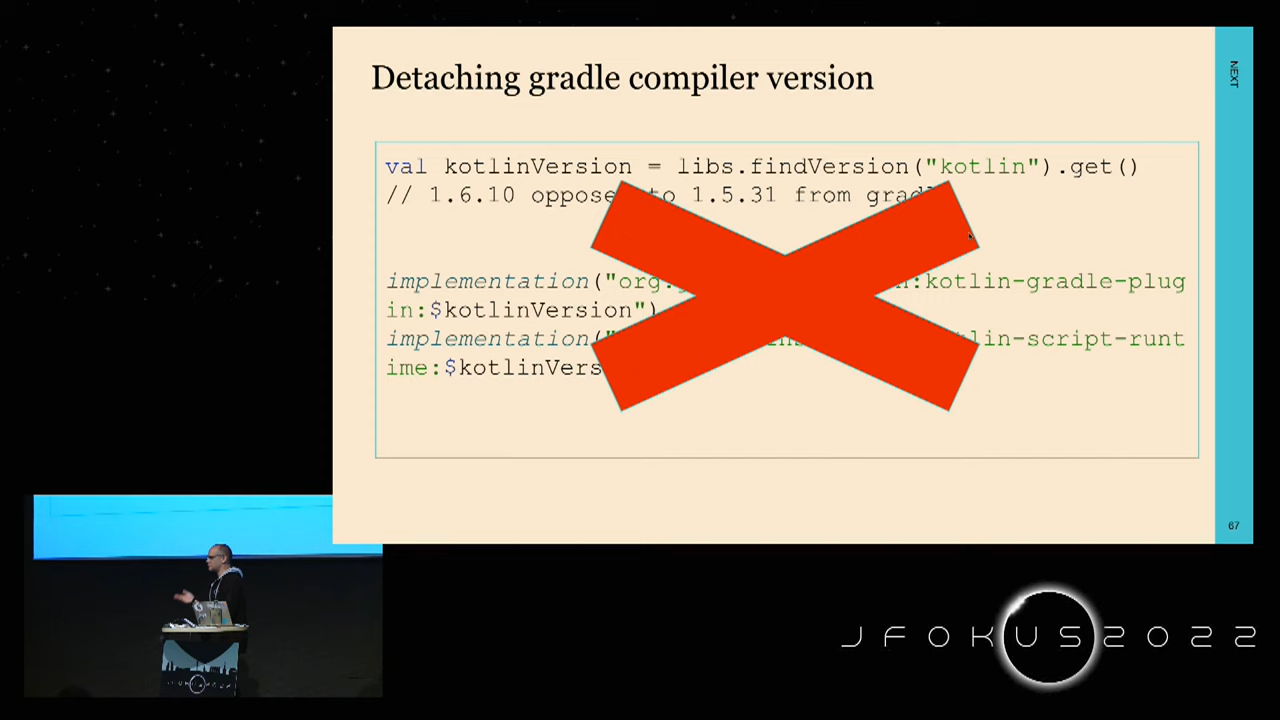 Detaching gradle compiler version
NEXT
val kotlinVersion = libs.findVersion("kotlin").get()
// 1.6.10 oppose to 1.5.31 from grad
implementation("org. n:kotlin-gradle-plug
in:$kotlinVersion")
implementation(" lin-script-runt
ime:$kotlinVers
67
JFOKUS2022